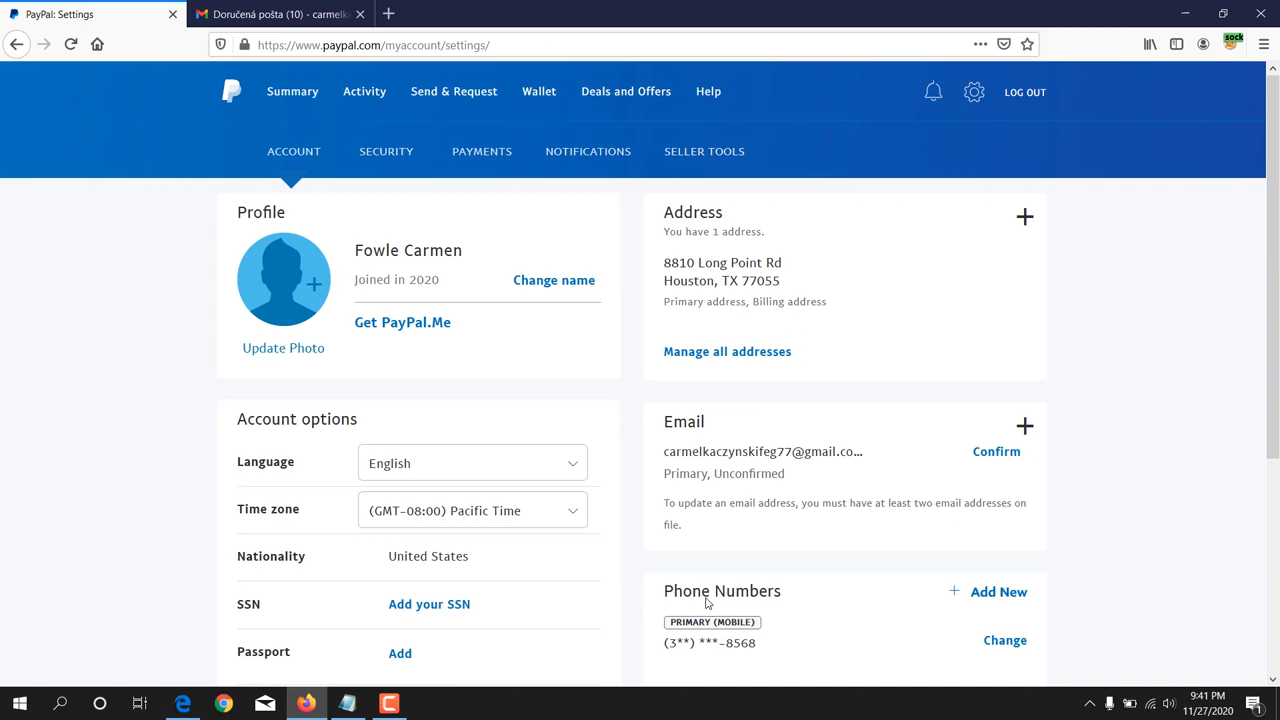 PayPal: Settings
Doručená pošta (10) - carmelka
https://www.paypal.com/myaccount/settings/
sock
Summary
Activity
Send & Request
Wallet
Deals and Offers
Help
LOG OUT
ACCOUNT
SECURITY
PAYMENTS
NOTIFICATIONS
SELLER TOOLS
Profile
Fowle Carmen
Joined in 2020
Change name
Get PayPal.Me
Update Photo
Address
You have 1 address.
8810 Long Point Rd
Houston, TX 77055
Primary address, Billing address
Manage all addresses
Account options
Language
English
Time zone
(GMT-08:00) Pacific Time
Nationality
United States
SSN
Add your SSN
Passport
Add
Email
carmelkaczynskifeg77@gmail.co...
Confirm
Primary, Unconfirmed
To update an email address, you must have at least two email addresses on
file.
Phone Numbers
+ Add New
PRIMARY (MOBILE)
(3**) ***-8568
Change
9:41 PM
11/27/2020
1